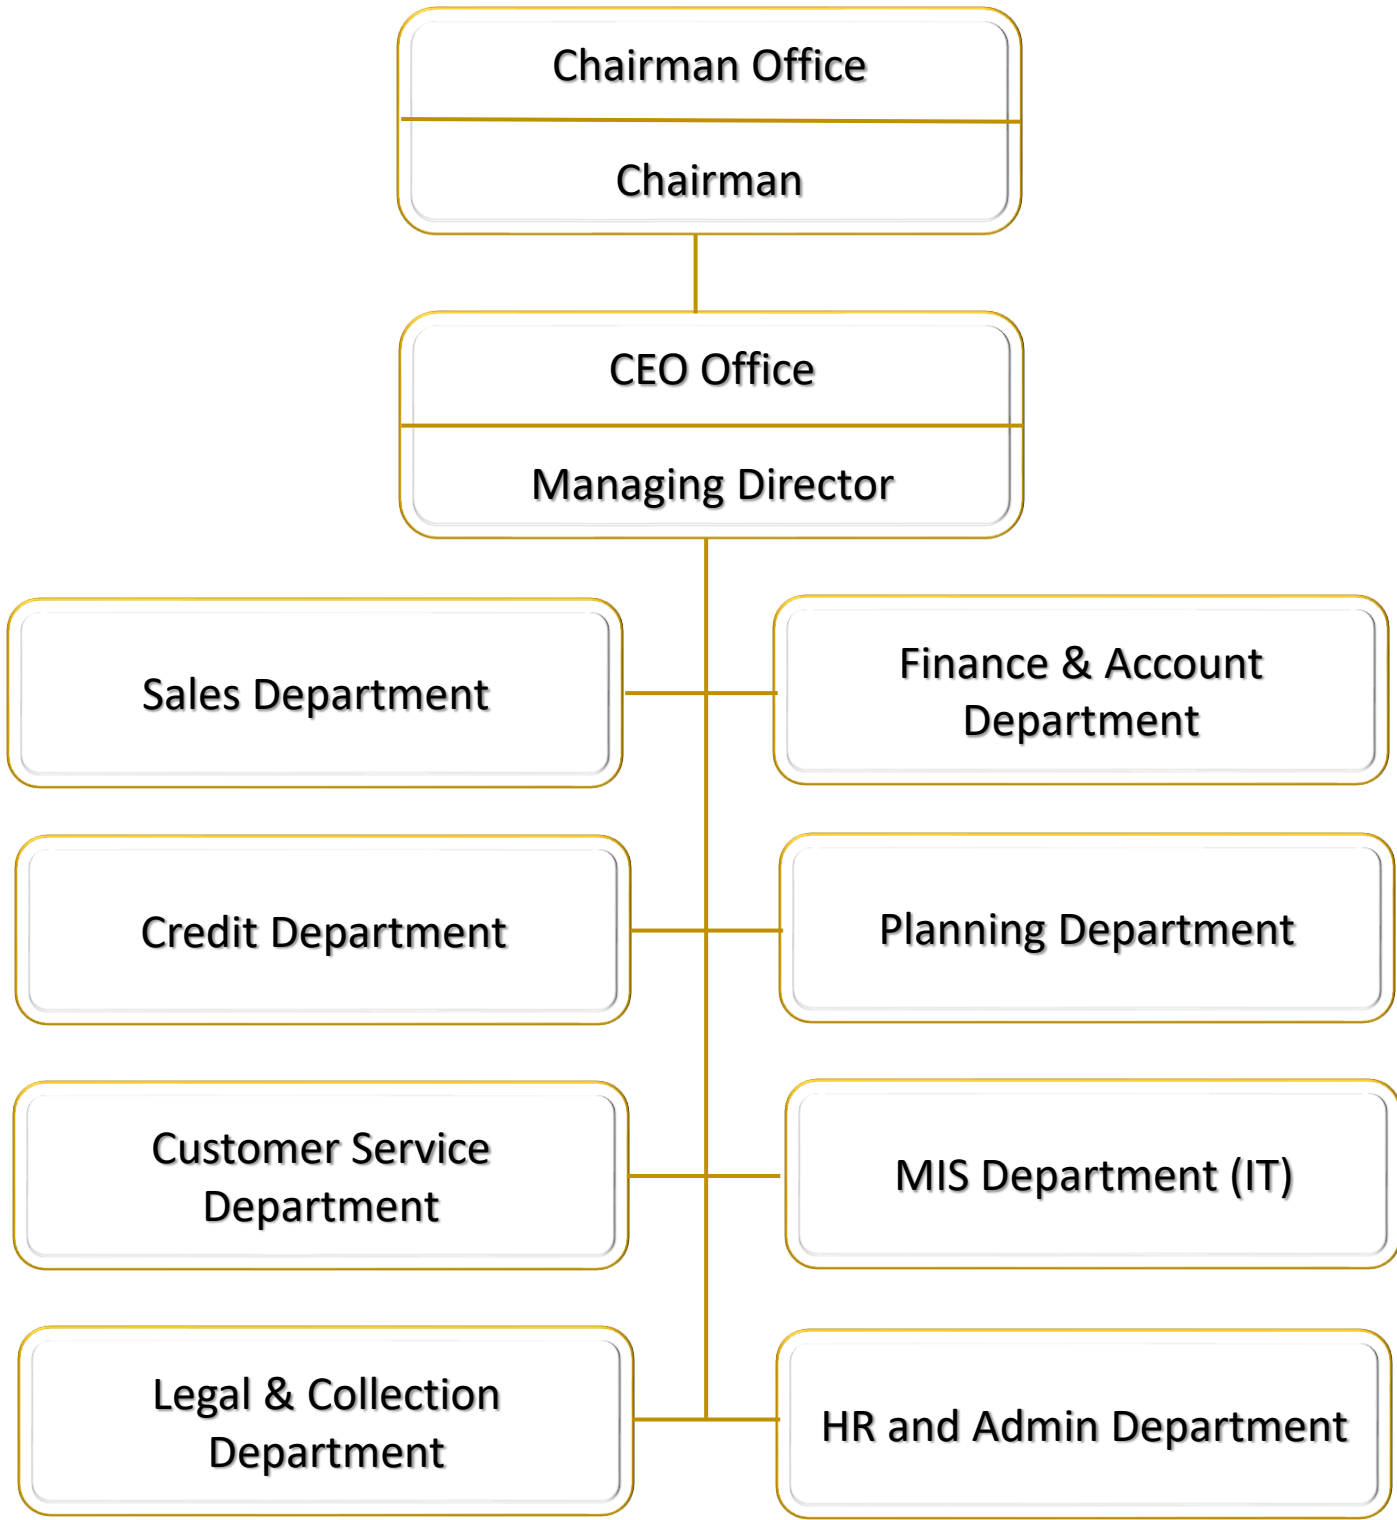 Chairman Office
Chairman
CEO Office
Managing Director
Sales Department
Finance & Account
Department
Credit Department
Planning Department
Customer Service
Department
MIS Department (IT)
Legal & Collection
Department
HR and Admin Department